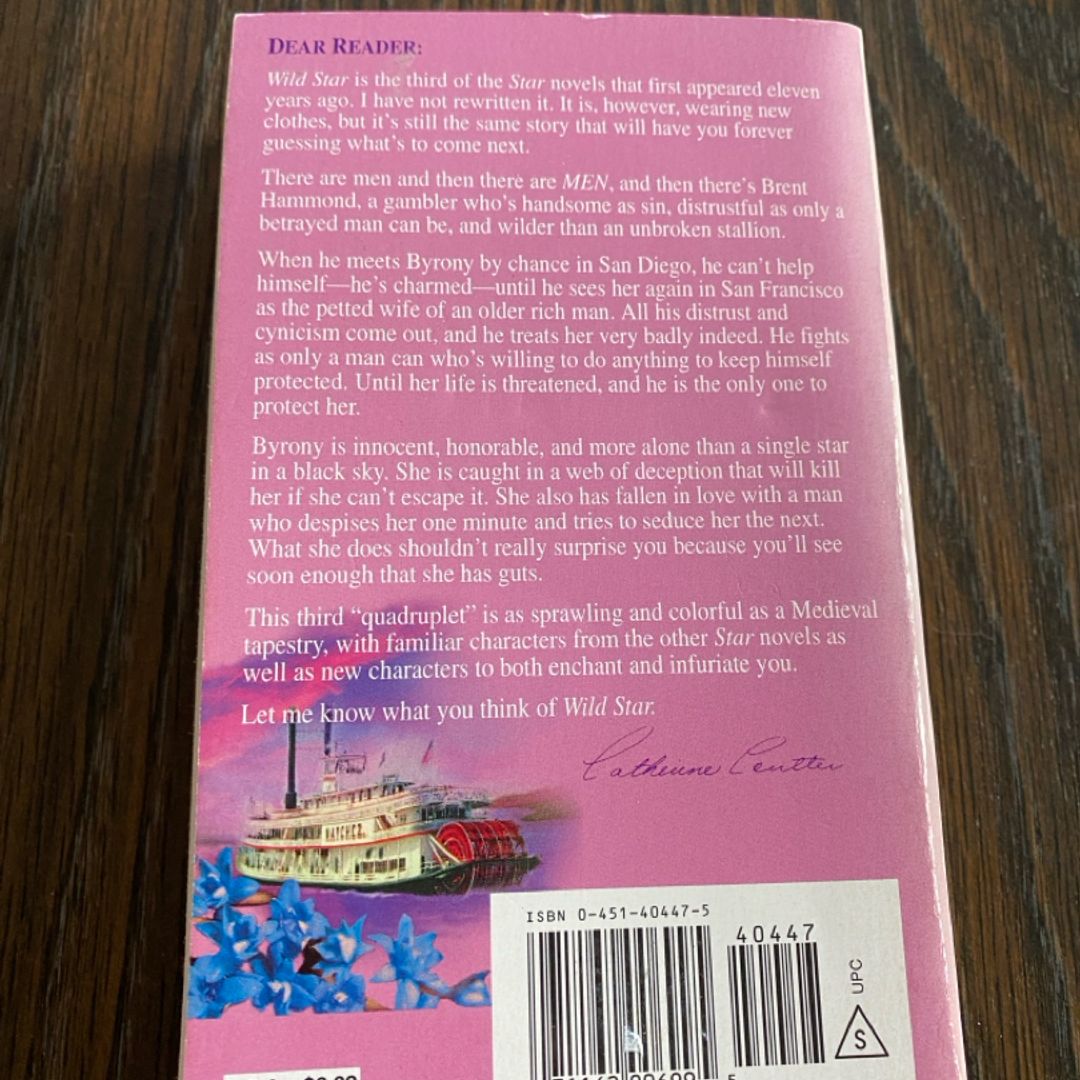 DEAR READER:
Wild Star is the third of the Star novels that first appeared eleven
years ago. I have not rewritten it. It is, however, wearing new
clothes, but it's still the same story that will have you forever
guessing what's to come next.
There are men and then there are MEN, and then there's Brent
Hammond, a gambler who's handsome as sin, distrustful as only a
betrayed man can be, and wilder than an unbroken stallion.
When he meets Byrony by chance in San Diego, he can't help
himself—he's charmed—until he sees her again in San Francisco
as the petted wife of an older rich man. All his distrust and
cynicism come out, and he treats her very badly indeed. He fights
as only a man can who's willing to do anything to keep himself
protected. Until her life is threatened, and he is the only one to
protect her.
Byrony is innocent, honorable, and more alone than a single star
in a black sky. She is caught in a web of deception that will kill
her if she can't escape it. She also has fallen in love with a man
who despises her one minute and tries to seduce her the next.
What she does shouldn't really surprise you because you'll see
soon enough that she has guts.
This third “quadruplet” is as sprawling and colorful as a Medieval
tapestry, with familiar characters from the other Star novels as
well as new characters to both enchant and infuriate you.
Let me know what you think of Wild Star.
Catherine Coulter
NATCHEZ
ISBN 0-451-40447-5
40447
UPC
S